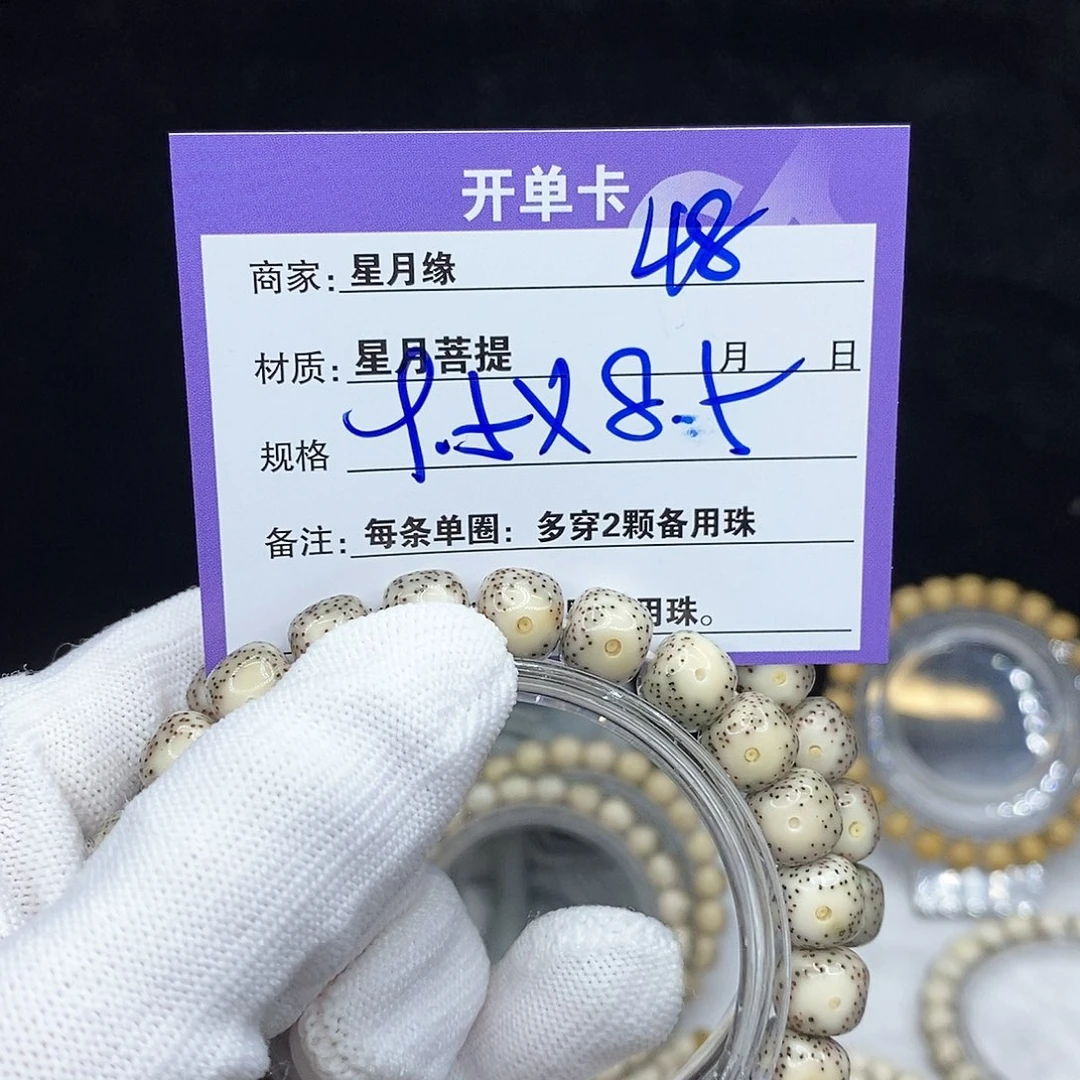 开单卡
48
商家：星月缘
材质：星月菩提 月 日
9.5X8.5
规格
备注：每条单圈：多穿2颗备用珠
用珠。